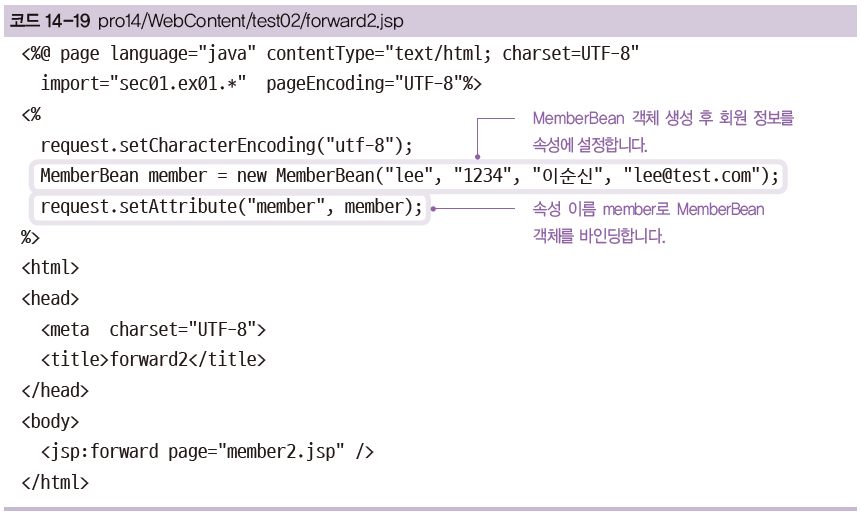 코드 14-19 pro14/WebContent/test02/forward2.jsp
<%@ page language="java" contentType="text/html; charset=UTF-8"
import="sec01.ex01.*" pageEncoding="UTF-8"%>
<%
request.setCharacterEncoding("utf-8");
MemberBean 객체 생성 후 회원 정보를
속성에 설정합니다.
MemberBean member = new MemberBean("lee", "1234", "이순신", "lee@test.com");
request.setAttribute("member", member);
속성 이름 member로 MemberBean
객체를 바인딩합니다.
%>
<html>
<head>
<meta charset="UTF-8">
<title>forward2</title>
</head>
<body>
<jsp:forward page="member2.jsp" />
</html>